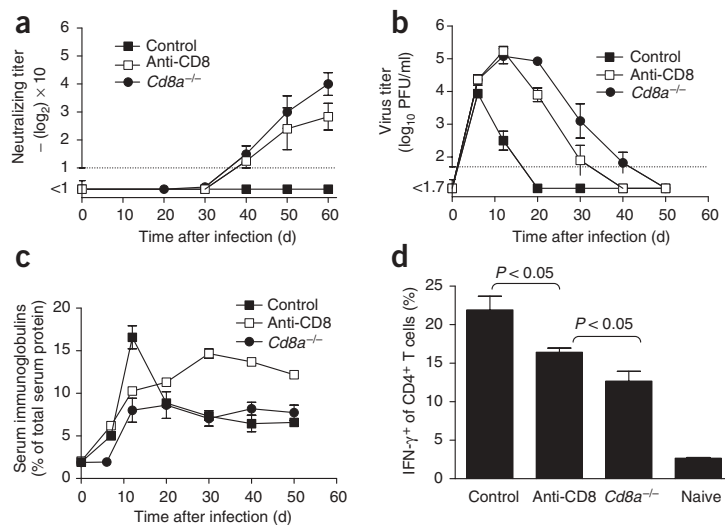 a
Neutralizing titer
– (log₂) × 10
6
5
4
3
2
1
<1
0 10 20 30 40 50 60
Time after infection (d)
Control
Anti-CD8
Cd8a⁻/⁻
b
Virus titer
(log₁₀ PFU/ml)
6
5
4
3
2
<1.7
0 10 20 30 40 50 60
Time after infection (d)
Control
Anti-CD8
Cd8a⁻/⁻
c
Serum immunoglobulins
(% of total serum protein)
20
15
10
5
0
0 10 20 30 40 50 60
Time after infection (d)
Control
Anti-CD8
Cd8a⁻/⁻
d
IFN-γ⁺ of CD4⁺ T cells (%)
25
20
15
10
5
0
P < 0.05
P < 0.05
Control Anti-CD8 Cd8a⁻/⁻ Naive